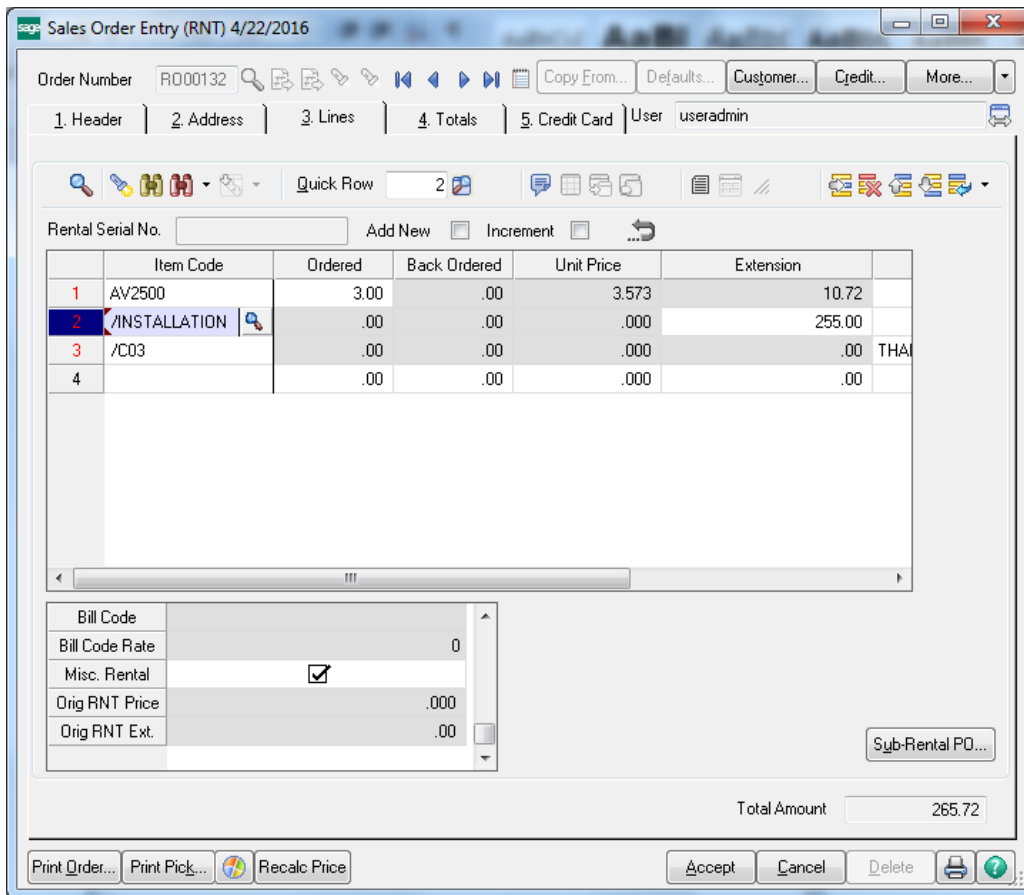 sage Sales Order Entry (RNT) 4/22/2016
Order Number RO00132 Copy From... Defaults... Customer... Credit... More...
1. Header 2. Address 3. Lines 4. Totals 5. Credit Card User useradmin
Quick Row 2
Rental Serial No. Add New Increment
Item Code Ordered Back Ordered Unit Price Extension
1 AV2500 3.00 .00 3.573 10.72
2 /INSTALLATION .00 .00 .000 255.00
3 /C03 .00 .00 .000 .00 THAN
4 .00 .00 .000 .00
Bill Code
Bill Code Rate 0
Misc. Rental
Orig RNT Price .000
Orig RNT Ext. .00
Sub-Rental PO...
Total Amount 265.72
Print Order... Print Pick... Recalc Price Accept Cancel Delete